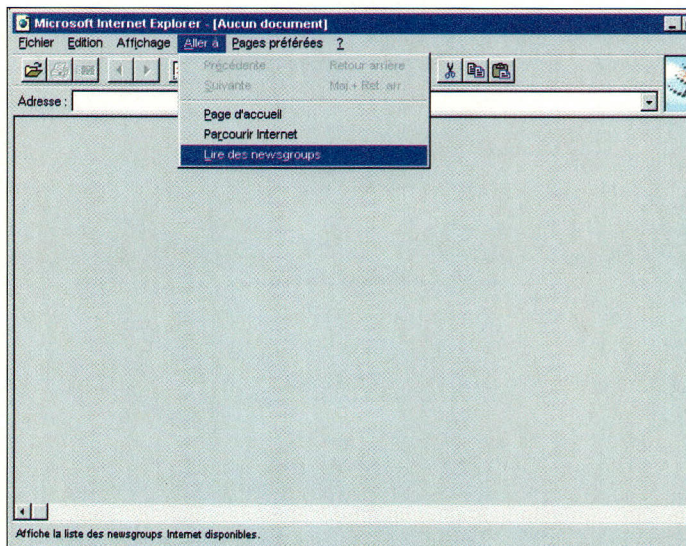 Microsoft Internet Explorer - [Aucun document]
Fichier Edition Affichage Aller à Pages préférées ?
Précédente Retour arrière
Suivante Maj + Ret. arr.
Adresse :
Page d'accueil
Parcourir Internet
Lire des newsgroups
Affiche la liste des newsgroups Internet disponibles.